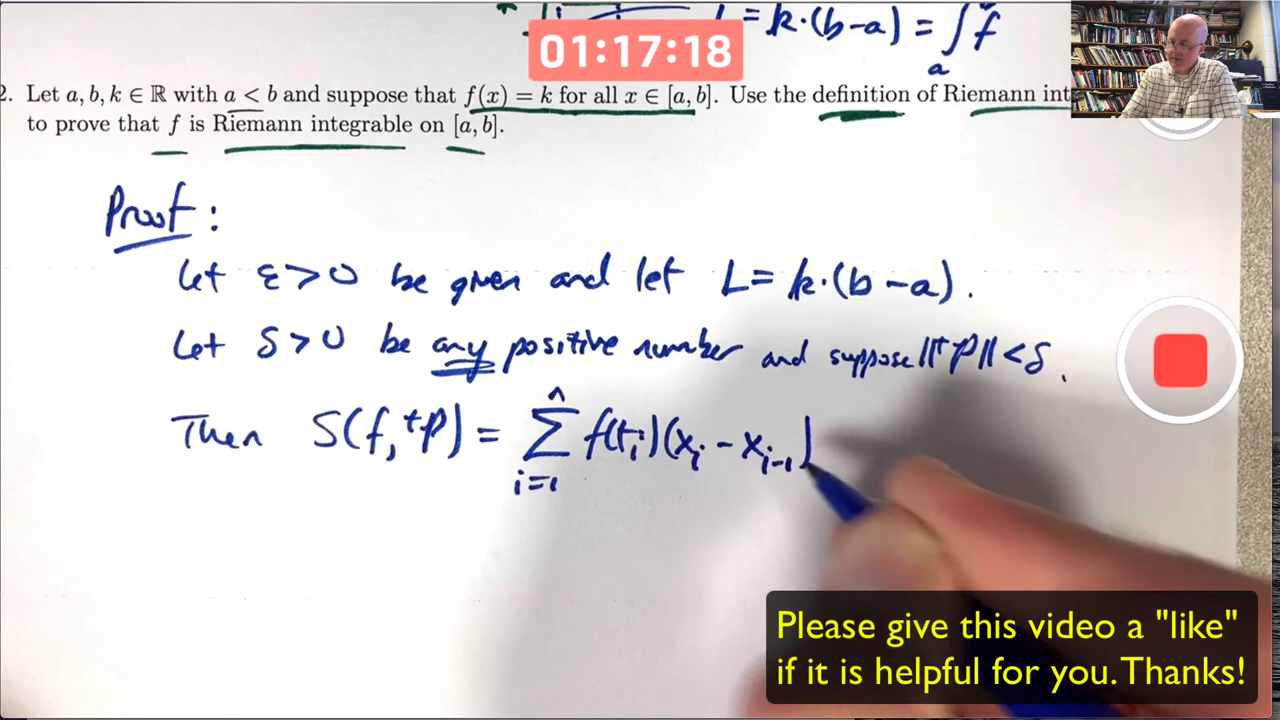 L = k·(b-a) = ∫ f
a
01:17:18
2. Let a, b, k ∈ ℝ with a < b and suppose that f(x) = k for all x ∈ [a, b]. Use the definition of Riemann int
to prove that f is Riemann integrable on [a, b].
Proof:
Let ε>0 be given and let L= k·(b-a).
Let δ>0 be any positive number and suppose ||ᵗP||<δ.
Then S(f, ᵗP) = ∑ⁿᵢ₌₁ f(tᵢ)(xᵢ - xᵢ₋₁)
Please give this video a "like"
if it is helpful for you. Thanks!